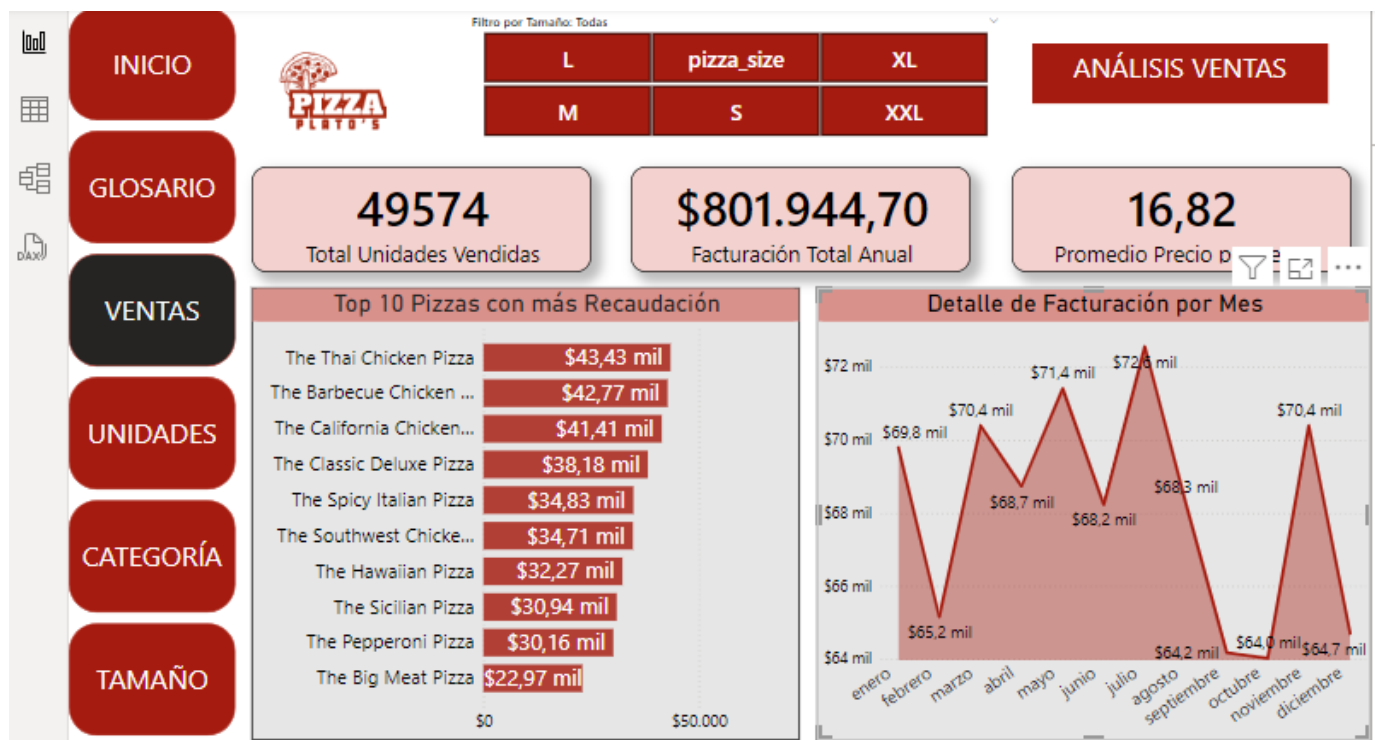 Filtro por Tamaño: Todas
L
pizza_size
XL
M
S
XXL
PIZZA
PLATO'S
ANÁLISIS VENTAS
DAX
INICIO
GLOSARIO
VENTAS
UNIDADES
CATEGORÍA
TAMAÑO
49574
Total Unidades Vendidas
$801.944,70
Facturación Total Anual
16,82
Promedio Precio
Top 10 Pizzas con más Recaudación
The Thai Chicken Pizza $43,43 mil
The Barbecue Chicken ... $42,77 mil
The California Chicken... $41,41 mil
The Classic Deluxe Pizza $38,18 mil
The Spicy Italian Pizza $34,83 mil
The Southwest Chicke... $34,71 mil
The Hawaiian Pizza $32,27 mil
The Sicilian Pizza $30,94 mil
The Pepperoni Pizza $30,16 mil
The Big Meat Pizza $22,97 mil
$0 $50.000
Detalle de Facturación por Mes
$72 mil
$70 mil
$68 mil
$66 mil
$64 mil
$69,8 mil
$65,2 mil
$70,4 mil
$68,7 mil
$71,4 mil
$68,2 mil
$72,6 mil
$68,3 mil
$64,2 mil
$64,0 mil
$70,4 mil
$64,7 mil
enero
febrero
marzo
abril
mayo
junio
julio
agosto
septiembre
octubre
noviembre
diciembre